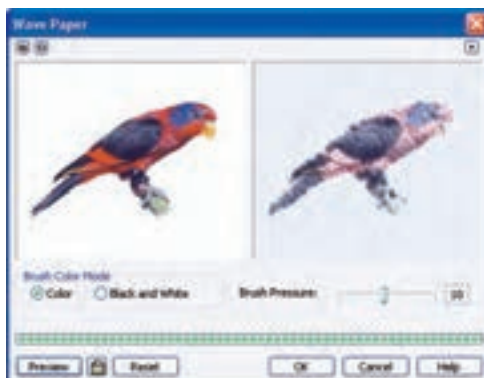 Wave Paper
Brush Color Mode
Color Black and White Brush Pressure:
Preview Reset OK Cancel Help